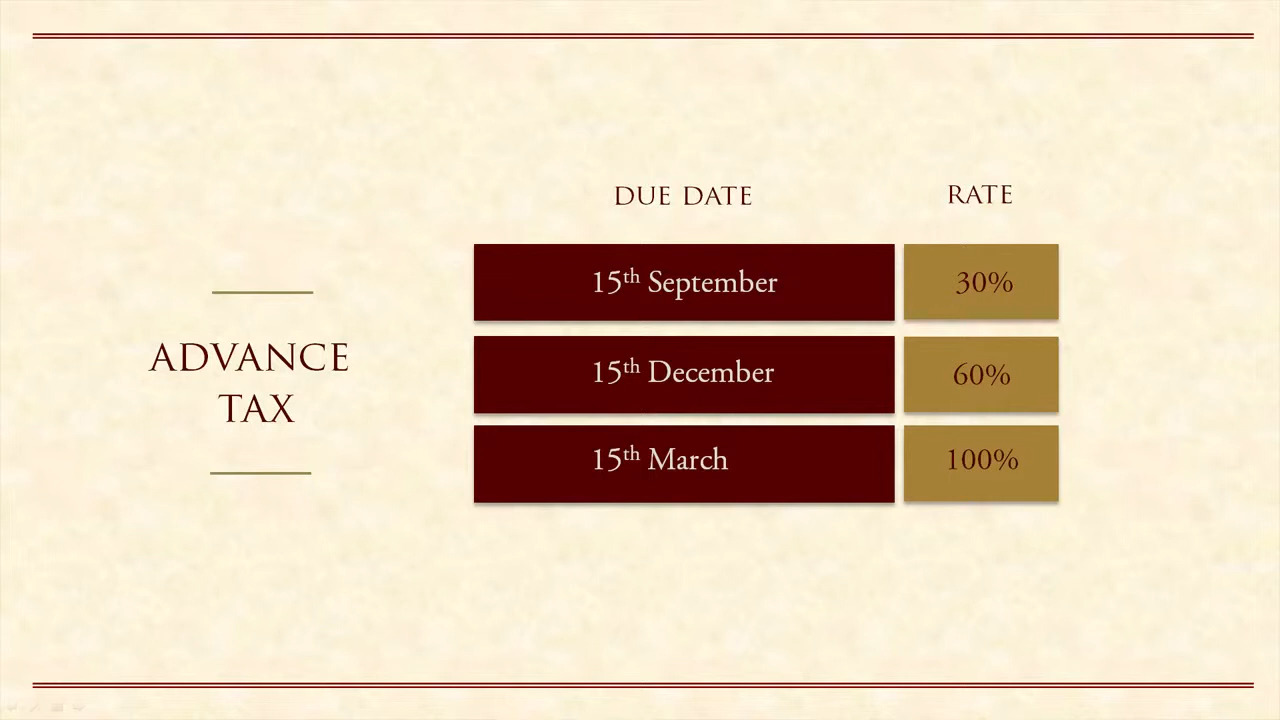 DUE DATE RATE
15th September 30%
ADVANCE
TAX
15th December 60%
15th March 100%